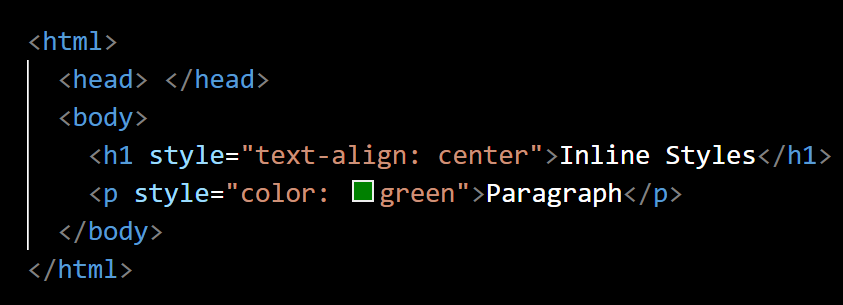 <html>
<head> </head>
<body>
<h1 style="text-align: center">Inline Styles</h1>
<p style="color: green">Paragraph</p>
</body>
</html>